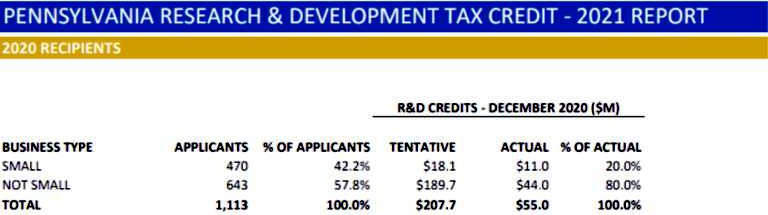 PENNSYLVANIA RESEARCH & DEVELOPMENT TAX CREDIT - 2021 REPORT
2020 RECIPIENTS
R&D CREDITS - DECEMBER 2020 ($M)
BUSINESS TYPE APPLICANTS % OF APPLICANTS TENTATIVE ACTUAL % OF ACTUAL
SMALL 470 42.2% $18.1 $11.0 20.0%
NOT SMALL 643 57.8% $189.7 $44.0 80.0%
TOTAL 1,113 100.0% $207.7 $55.0 100.0%